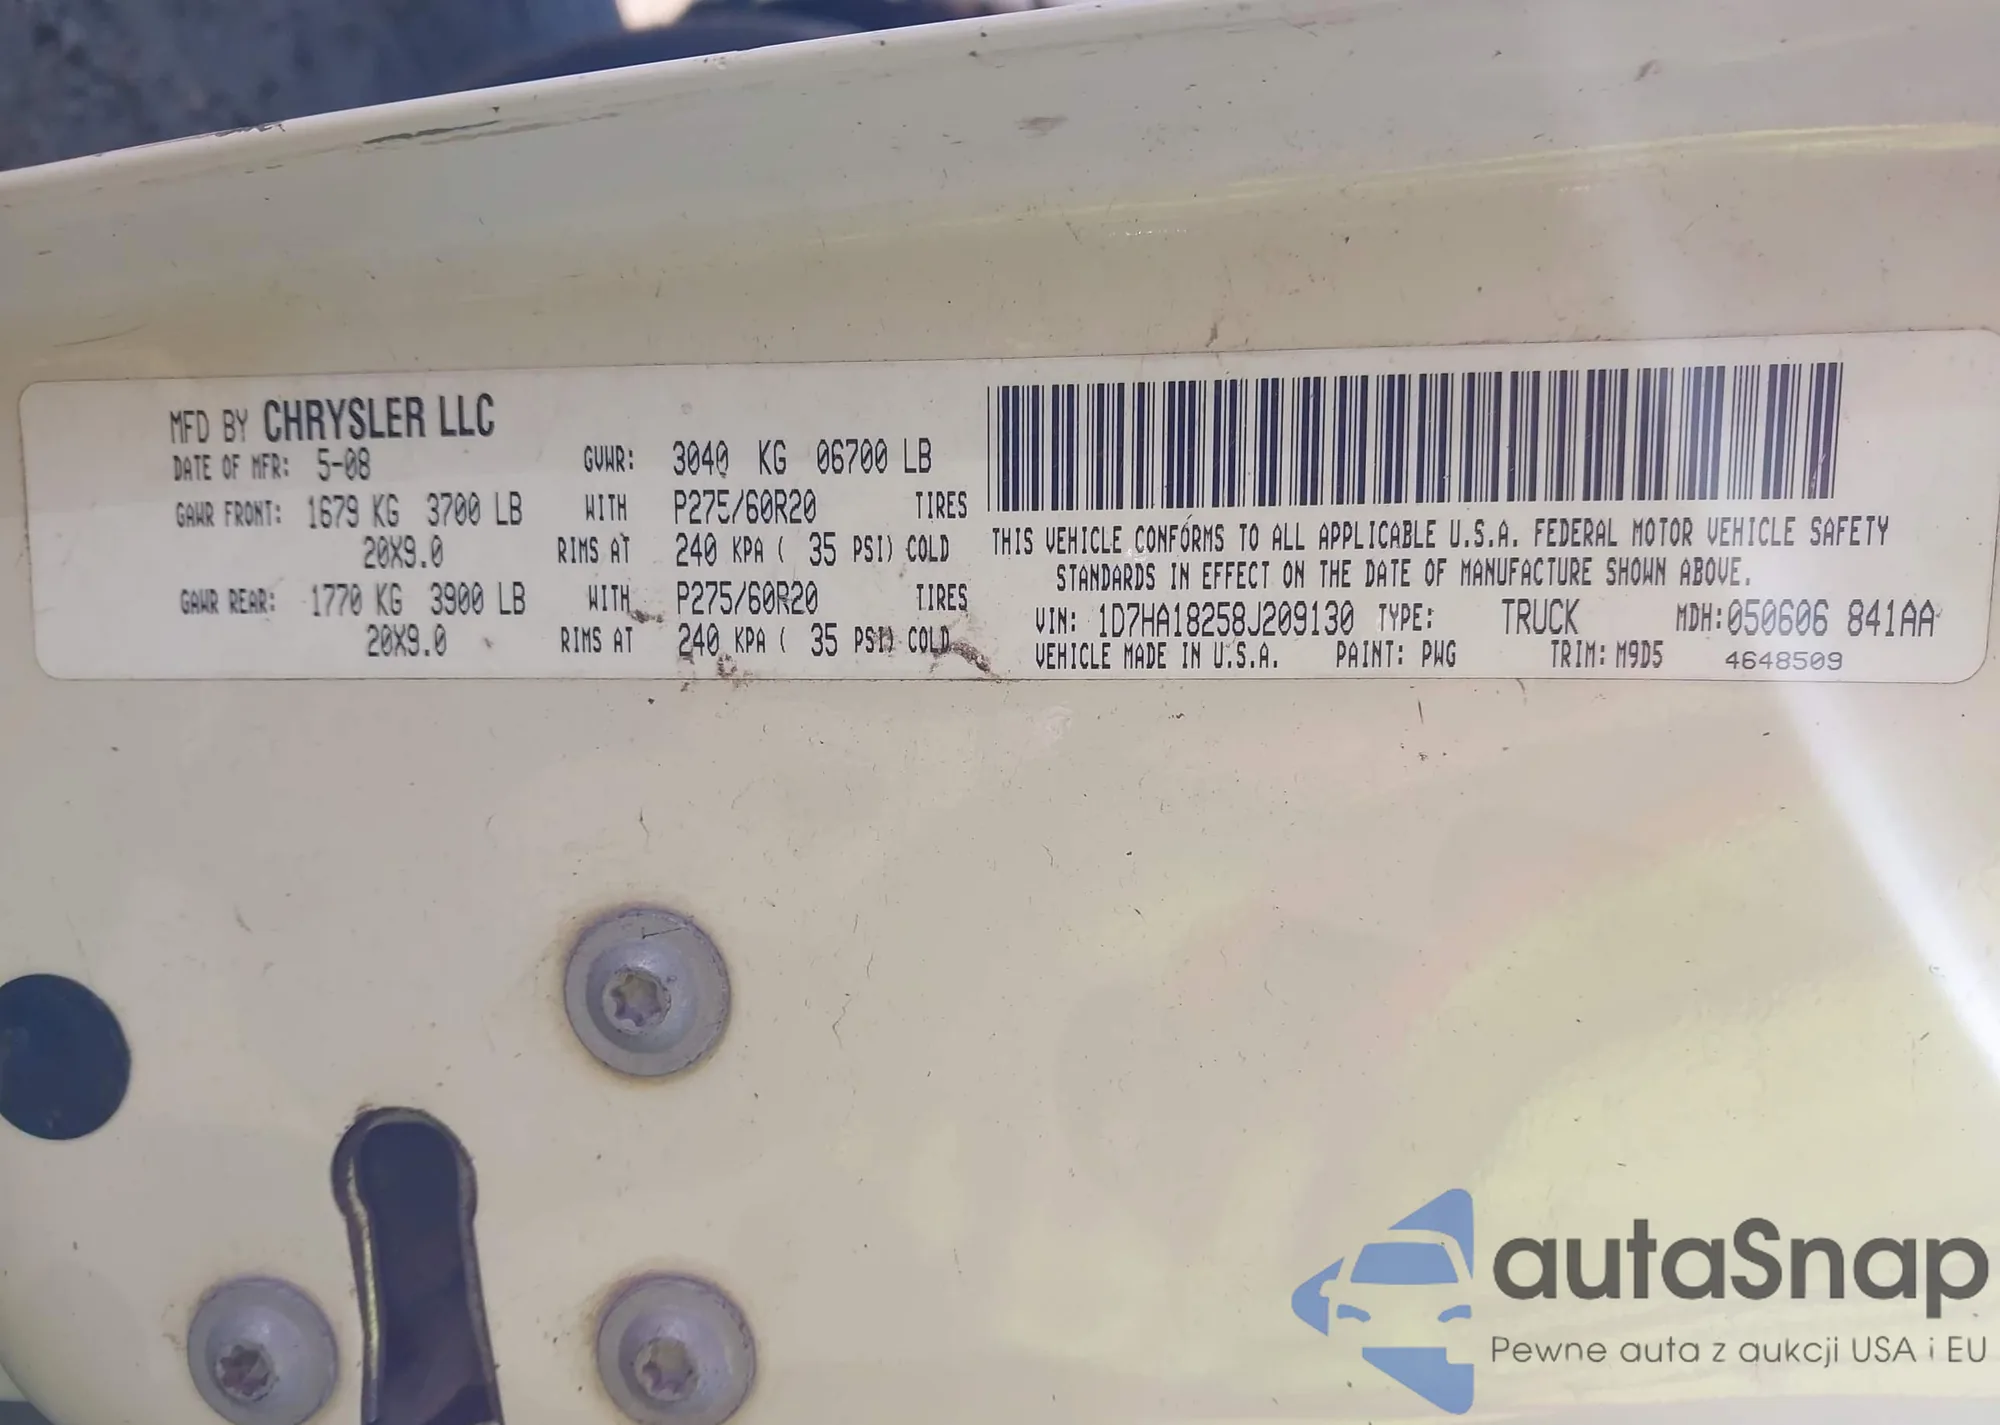 MFD BY CHRYSLER LLC
DATE OF MFR: 5-08 GVWR: 3040 KG 06700 LB
GAWR FRONT: 1679 KG 3700 LB WITH P275/60R20 TIRES
20X9.0 RIMS AT 240 KPA ( 35 PSI) COLD
GAWR REAR: 1770 KG 3900 LB WITH P275/60R20 TIRES
20X9.0 RIMS AT 240 KPA ( 35 PSI) COLD
THIS VEHICLE CONFORMS TO ALL APPLICABLE U.S.A. FEDERAL MOTOR VEHICLE SAFETY
STANDARDS IN EFFECT ON THE DATE OF MANUFACTURE SHOWN ABOVE.
VIN: 1D7HA18258J209130 TYPE: TRUCK MDH:050606 841AA
VEHICLE MADE IN U.S.A. PAINT: PWG TRIM: M9D5 4648509
autaSnap
Pewne auta z aukcji USA i EU